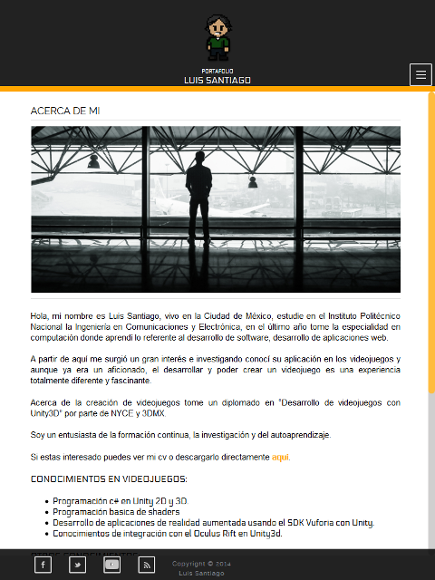 PORTAFOLIO
LUIS SANTIAGO
ACERCA DE MI
Hola, mi nombre es Luis Santiago, vivo en la Ciudad de México, estudie en el Instituto Politécnico
Nacional la Ingeniería en Comunicaciones y Electrónica, en el último año tome la especialidad en
computación donde aprendí lo referente al desarrollo de software, desarrollo de aplicaciones web.
A partir de aquí me surgió un gran interés e investigando conocí su aplicación en los videojuegos y
aunque ya era un aficionado, el desarrollar y poder crear un videojuego es una experiencia
totalmente diferente y fascinante.
Acerca de la creación de videojuegos tome un diplomado en "Desarrollo de videojuegos con
Unity3D" por parte de NYCE y 3DMX.
Soy un entusiasta de la formación continua, la investigación y del autoaprendizaje.
Si estas interesado puedes ver mi cv o descargarlo directamente aquí.
CONOCIMIENTOS EN VIDEOJUEGOS:
Programación c# en Unity 2D y 3D.
Programación basica de shaders
Desarrollo de aplicaciones de realidad aumentada usando el SDK Vuforia con Unity.
Conocimientos de integración con el Oculus Rift en Unity3d.
Copyright © 2014
Luis Santiago